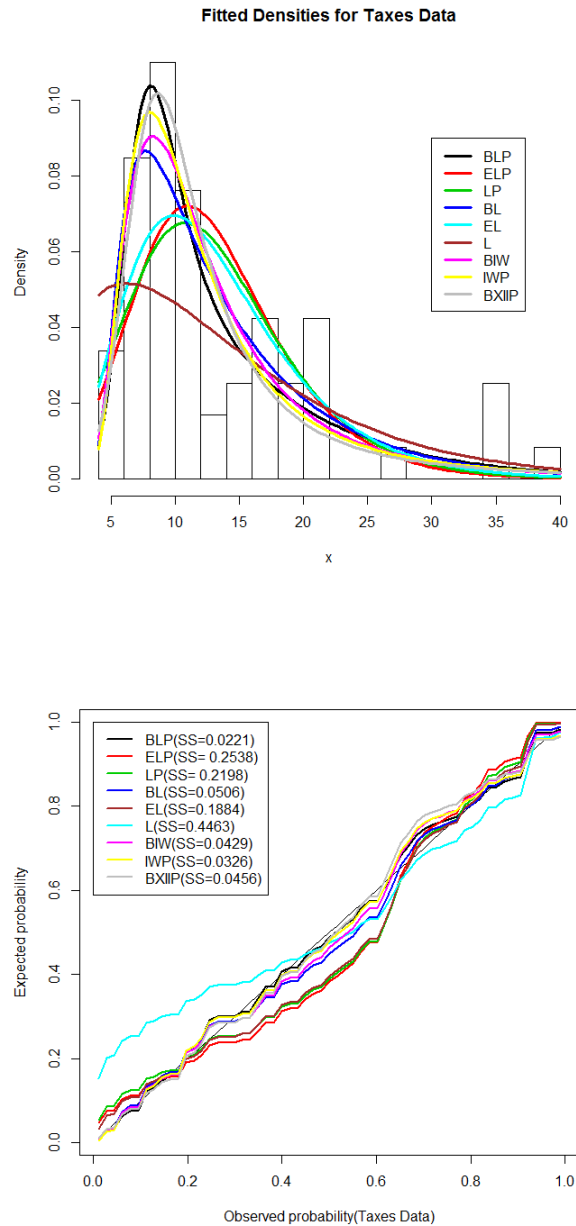 Fitted Densities for Taxes Data
Density
0.00
0.02
0.04
0.06
0.08
0.10
BLP
ELP
LP
BL
EL
L
BIW
IWP
BXIIP
5
10
15
20
25
30
35
40
x
Expected probability
0.0
0.2
0.4
0.6
0.8
1.0
BLP(SS=0.0221)
ELP(SS= 0.2538)
LP(SS= 0.2198)
BL(SS=0.0506)
EL(SS=0.1884)
L(SS=0.4463)
BIW(SS=0.0429)
IWP(SS=0.0326)
BXIIP(SS=0.0456)
0.0
0.2
0.4
0.6
0.8
1.0
Observed probability(Taxes Data)